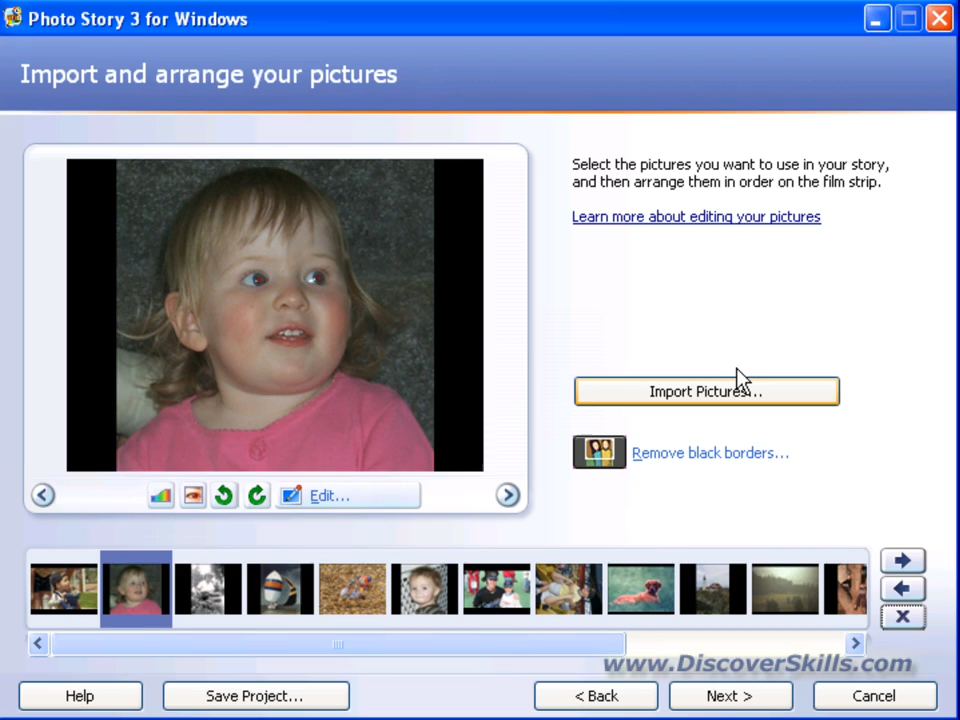 Photo Story 3 for Windows
Import and arrange your pictures
Select the pictures you want to use in your story,
and then arrange them in order on the film strip.
Learn more about editing your pictures
Import Pictures...
Remove black borders...
Edit...
www.DiscoverSkills.com
Help
Save Project...
< Back
Next >
Cancel